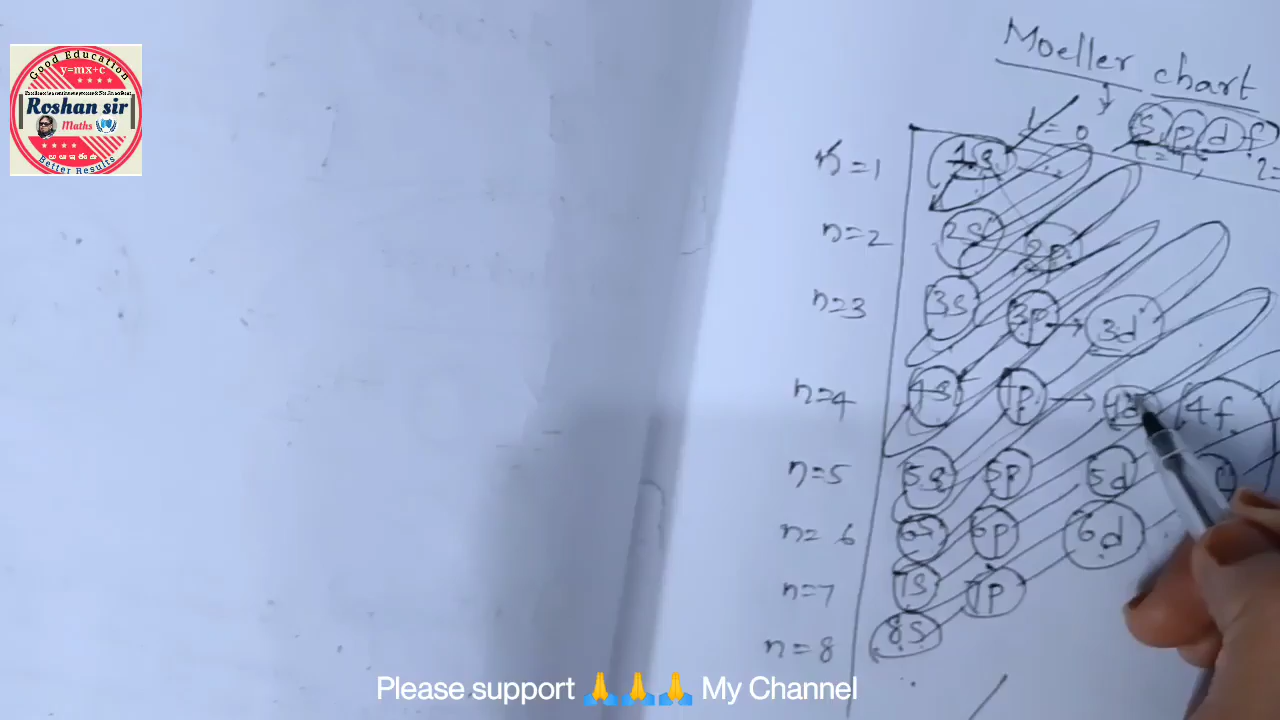 Good Education
y=mx+c
Roshan sir
Maths
Better Results
Moeller chart
l = 0
s, p, d, f
n=1
1s
n=2
2s 2p
n=3
3s 3p → 3d
n=4
4s 4p → 4d 4f
n=5
5s 5p 5d
n= 6
6s 6p 6d
n=7
7s 7p
n= 8
8s
Please support 🙏🙏🙏 My Channel